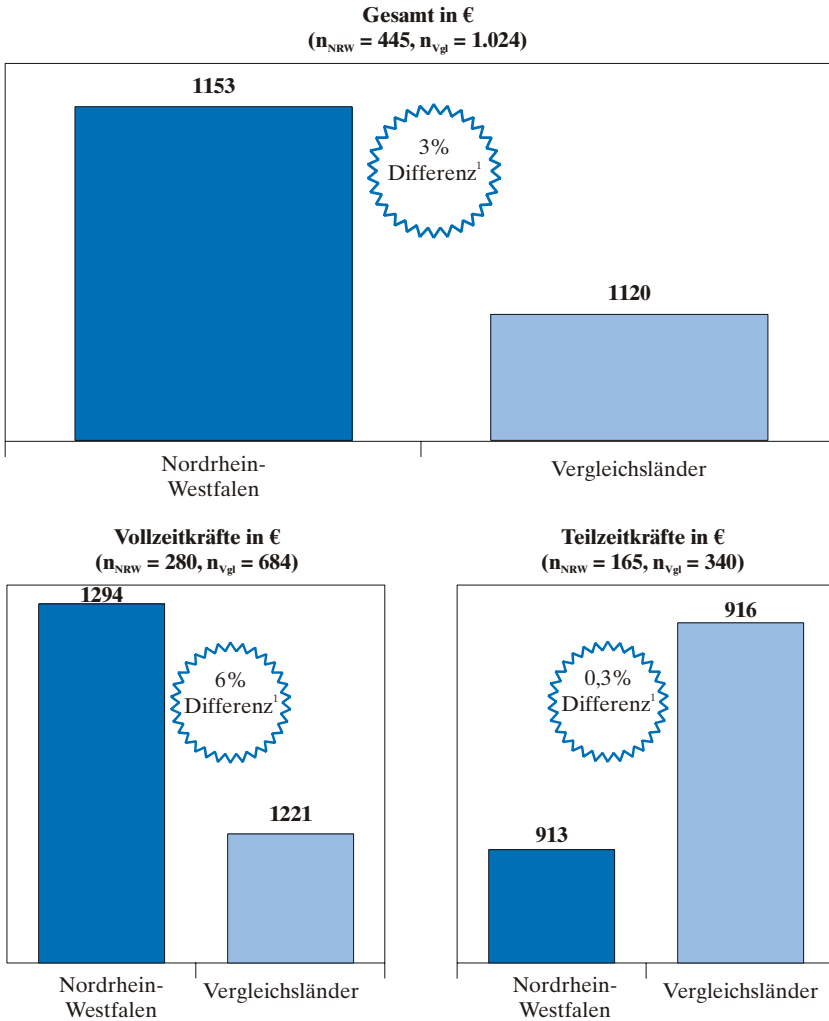 Gesamt in €
(nNRW = 445, nVgl = 1.024)
1153
3%
Differenz1
1120
Nordrhein-
Westfalen
Vergleichsländer
Vollzeitkräfte in €
(nNRW = 280, nVgl = 684)
1294
6%
Differenz1
1221
Nordrhein-
Westfalen
Vergleichsländer
Teilzeitkräfte in €
(nNRW = 165, nVgl = 340)
916
0,3%
Differenz1
913
Nordrhein-
Westfalen
Vergleichsländer